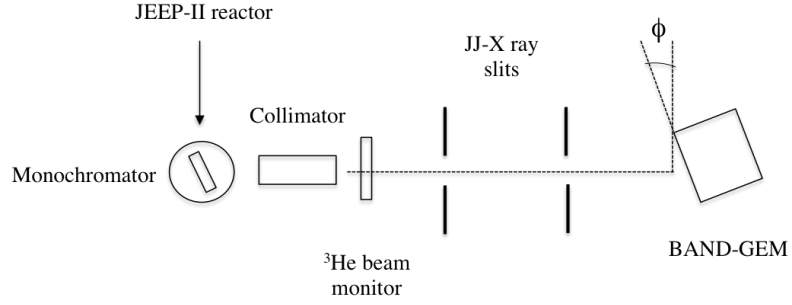 JEEP-II reactor
JJ-X ray
slits
ϕ
Collimator
Monochromator
³He beam
monitor
BAND-GEM